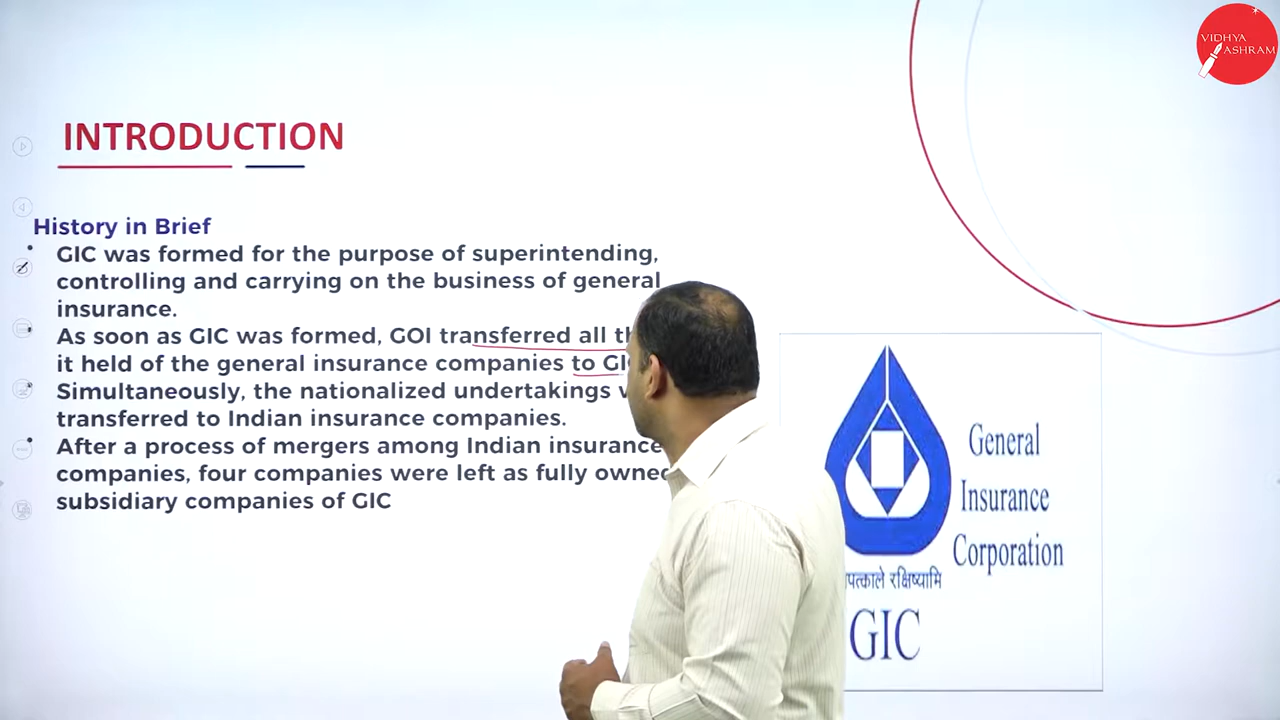 VIDHYA
ASHRAM
INTRODUCTION
History in Brief
• GIC was formed for the purpose of superintending,
controlling and carrying on the business of general
insurance.
As soon as GIC was formed, GOI transferred all
it held of the general insurance companies to
Simultaneously, the nationalized undertakings
transferred to Indian insurance companies.
After a process of mergers among Indian insurance
companies, four companies were left as fully owned
subsidiary companies of GIC
General
Insurance
Corporation
रक्षिष्यामि
GIC